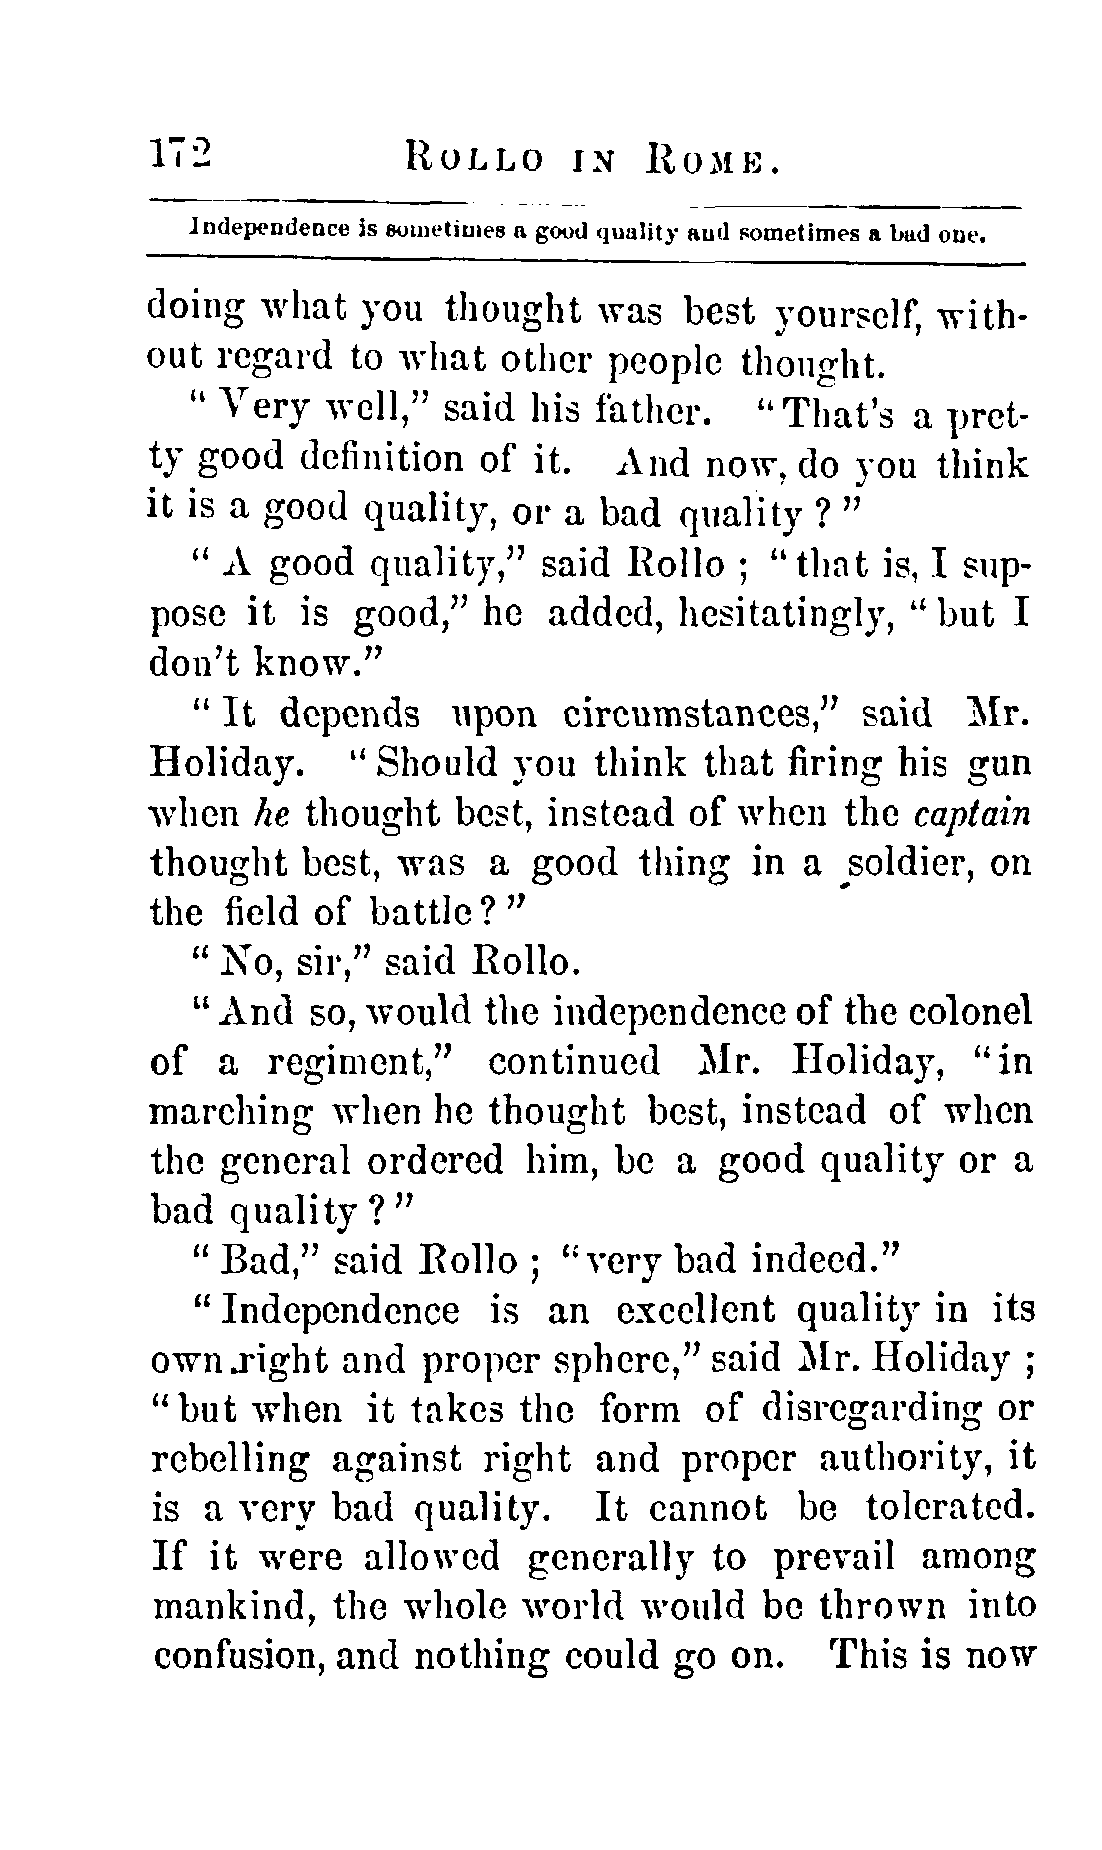 172 ROLLO IN ROME.
Independence is sometimes a good quality and sometimes a bad one.
doing what you thought was best yourself, with-
out regard to what other people thought.
" Very well," said his father. "That's a pret-
ty good definition of it. And now, do you think
it is a good quality, or a bad quality ? "
" A good quality," said Rollo ; "that is, I sup-
pose it is good," he added, hesitatingly, "but I
don't know."
" It depends upon circumstances," said Mr.
Holiday. "Should you think that firing his gun
when he thought best, instead of when the captain
thought best, was a good thing in a soldier, on
the field of battle? "
" No, sir," said Rollo.
"And so, would the independence of the colonel
of a regiment," continued Mr. Holiday, "in
marching when he thought best, instead of when
the general ordered him, be a good quality or a
bad quality ? "
" Bad," said Rollo ; "very bad indeed."
" Independence is an excellent quality in its
own right and proper sphere," said Mr. Holiday ;
"but when it takes the form of disregarding or
rebelling against right and proper authority, it
is a very bad quality. It cannot be tolerated.
If it were allowed generally to prevail among
mankind, the whole world would be thrown into
confusion, and nothing could go on. This is now